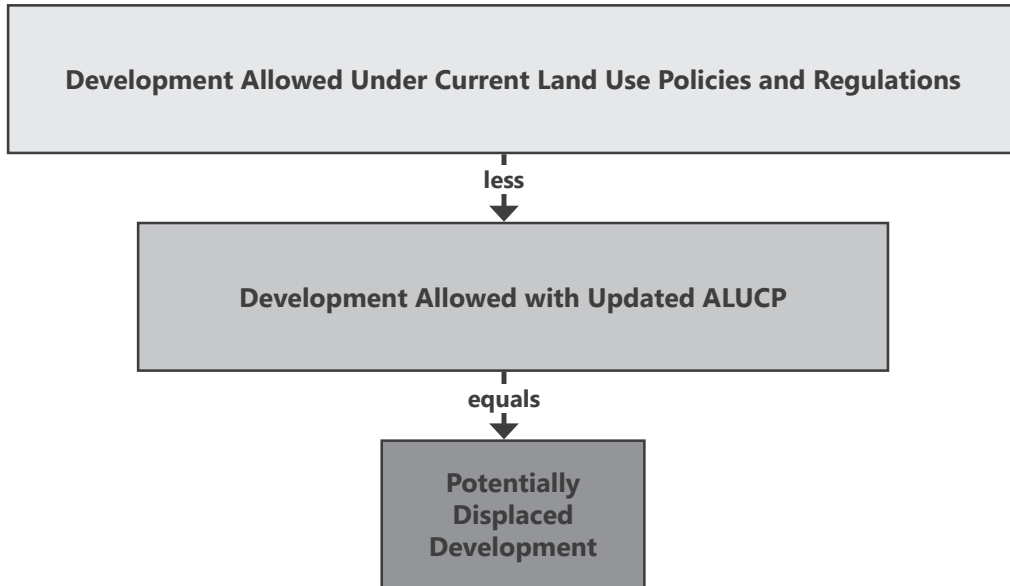 Development Allowed Under Current Land Use Policies and Regulations
less
Development Allowed with Updated ALUCP
equals
Potentially
Displaced
Development